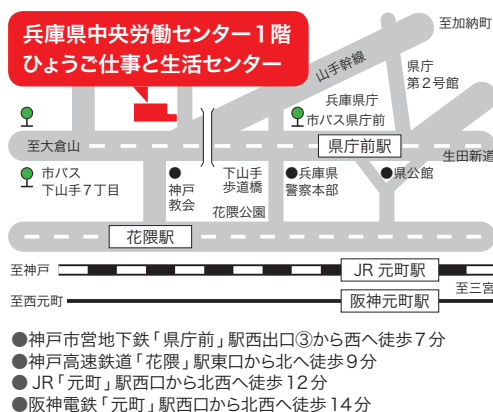 兵庫県中央労働センター1階
ひょうご仕事と生活センター
至加納町
山手幹線
県庁
第2号館
兵庫県庁
市バス県庁前
至大倉山
県庁前駅
生田新道
市バス
下山手7丁目
神戸
教会
下山手
歩道橋
●兵庫県
警察本部
●県公館
花隈公園
花隈駅
至神戸
JR 元町駅
至三宮
至西元町
阪神元町駅
●神戸市営地下鉄「県庁前」駅西出口③から西へ徒歩7分
●神戸高速鉄道「花隈」駅東口から北へ徒歩9分
●JR「元町」駅西口から北西へ徒歩12分
●阪神電鉄「元町」駅西口から北西へ徒歩14分